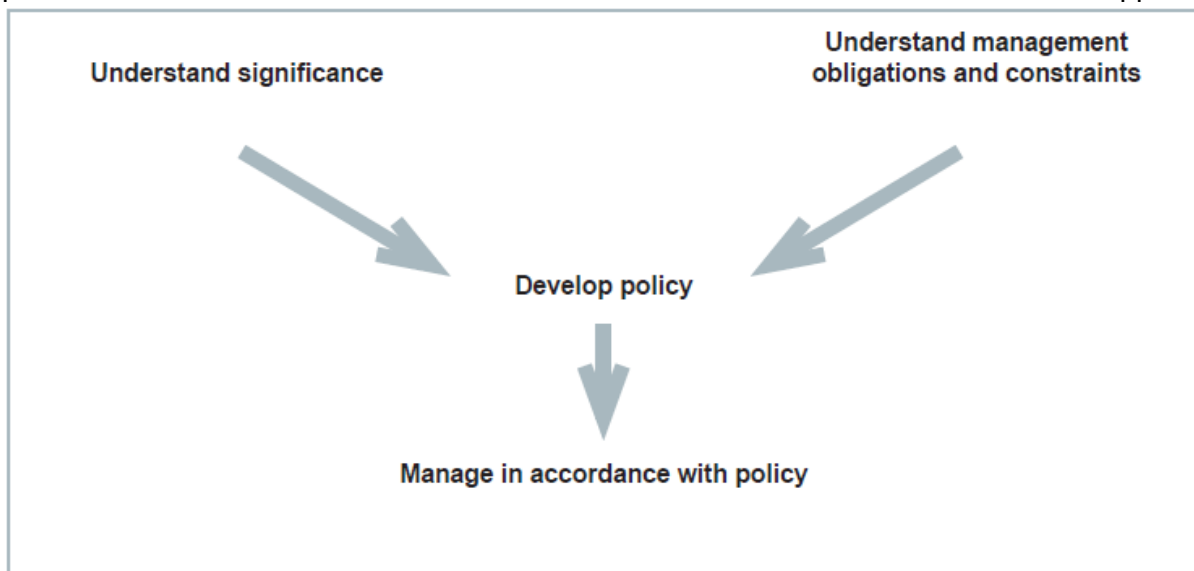 Understand significance
Understand management
obligations and constraints
Develop policy
Manage in accordance with policy